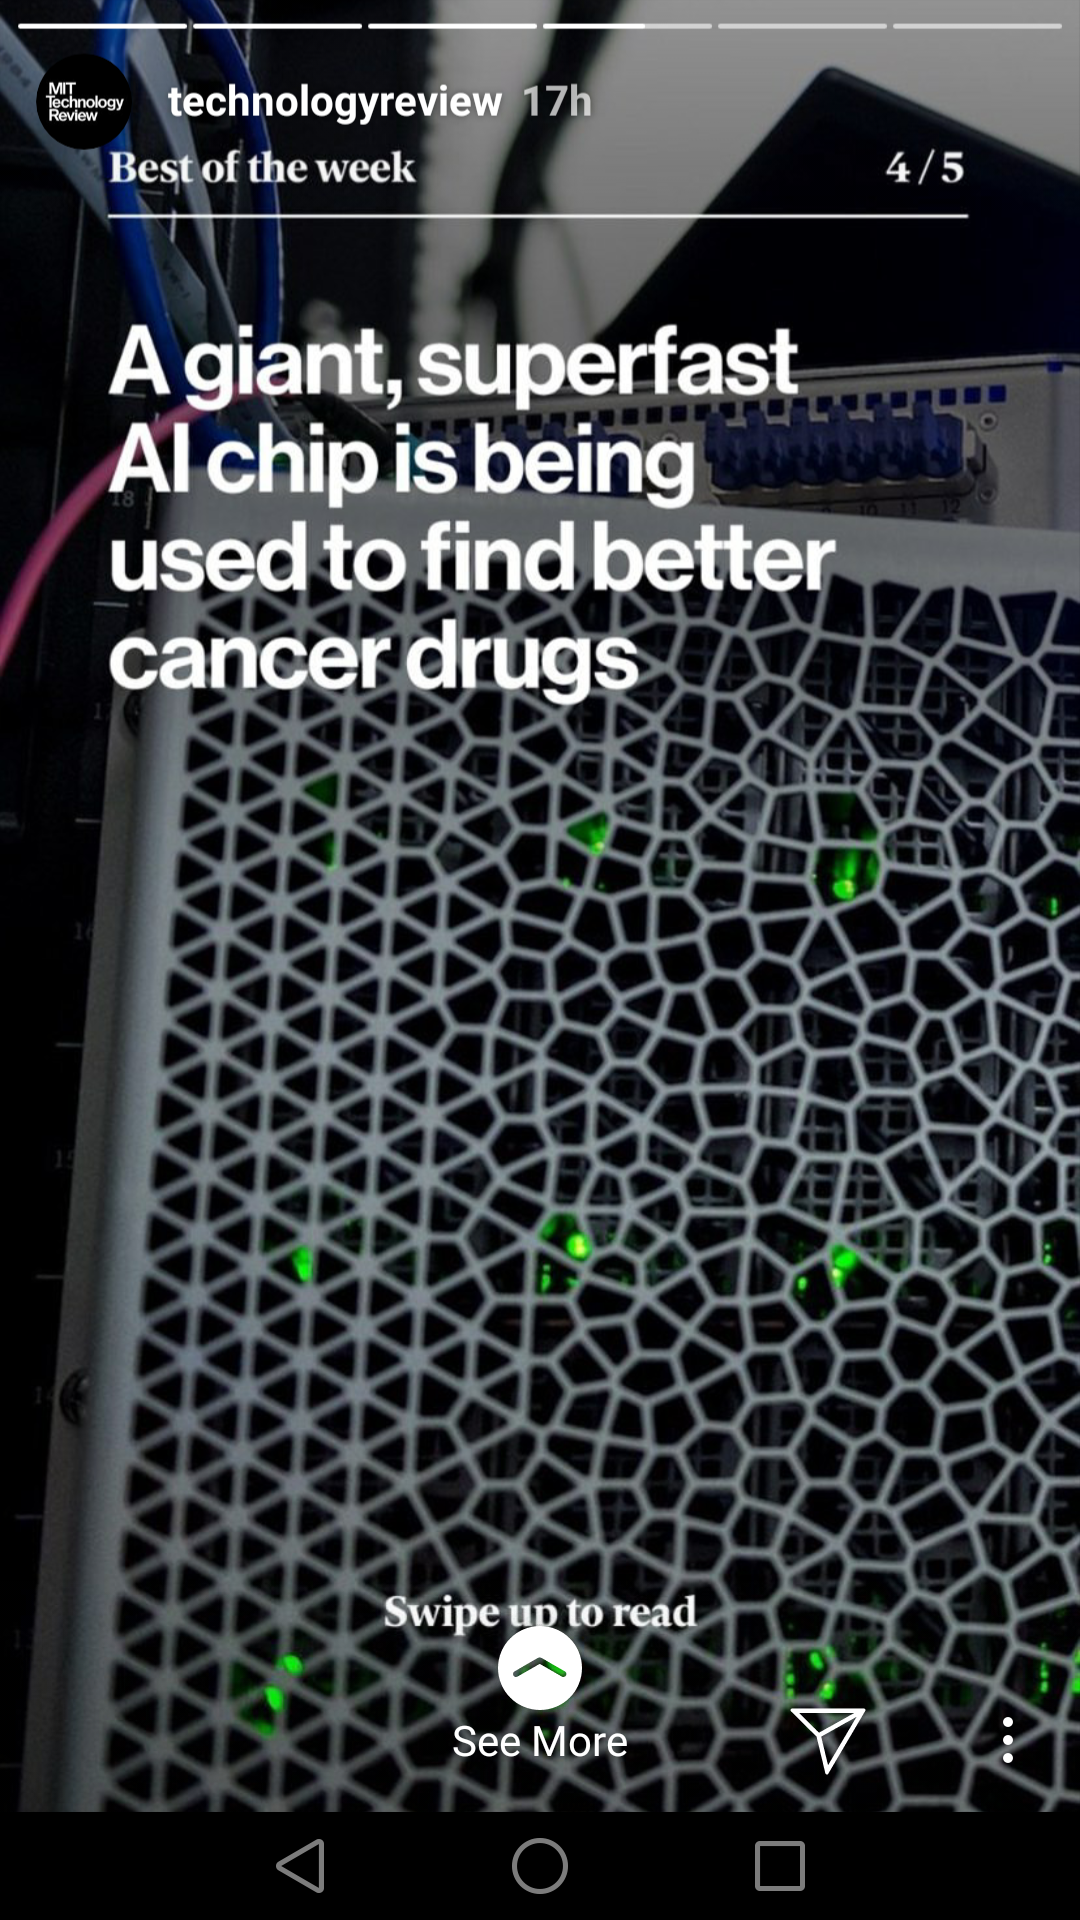 MIT
Technology
Review
technologyreview 17h
Best of the week 4/5
A giant, superfast
AI chip is being
used to find better
cancer drugs
18
Swipe up to read
See More